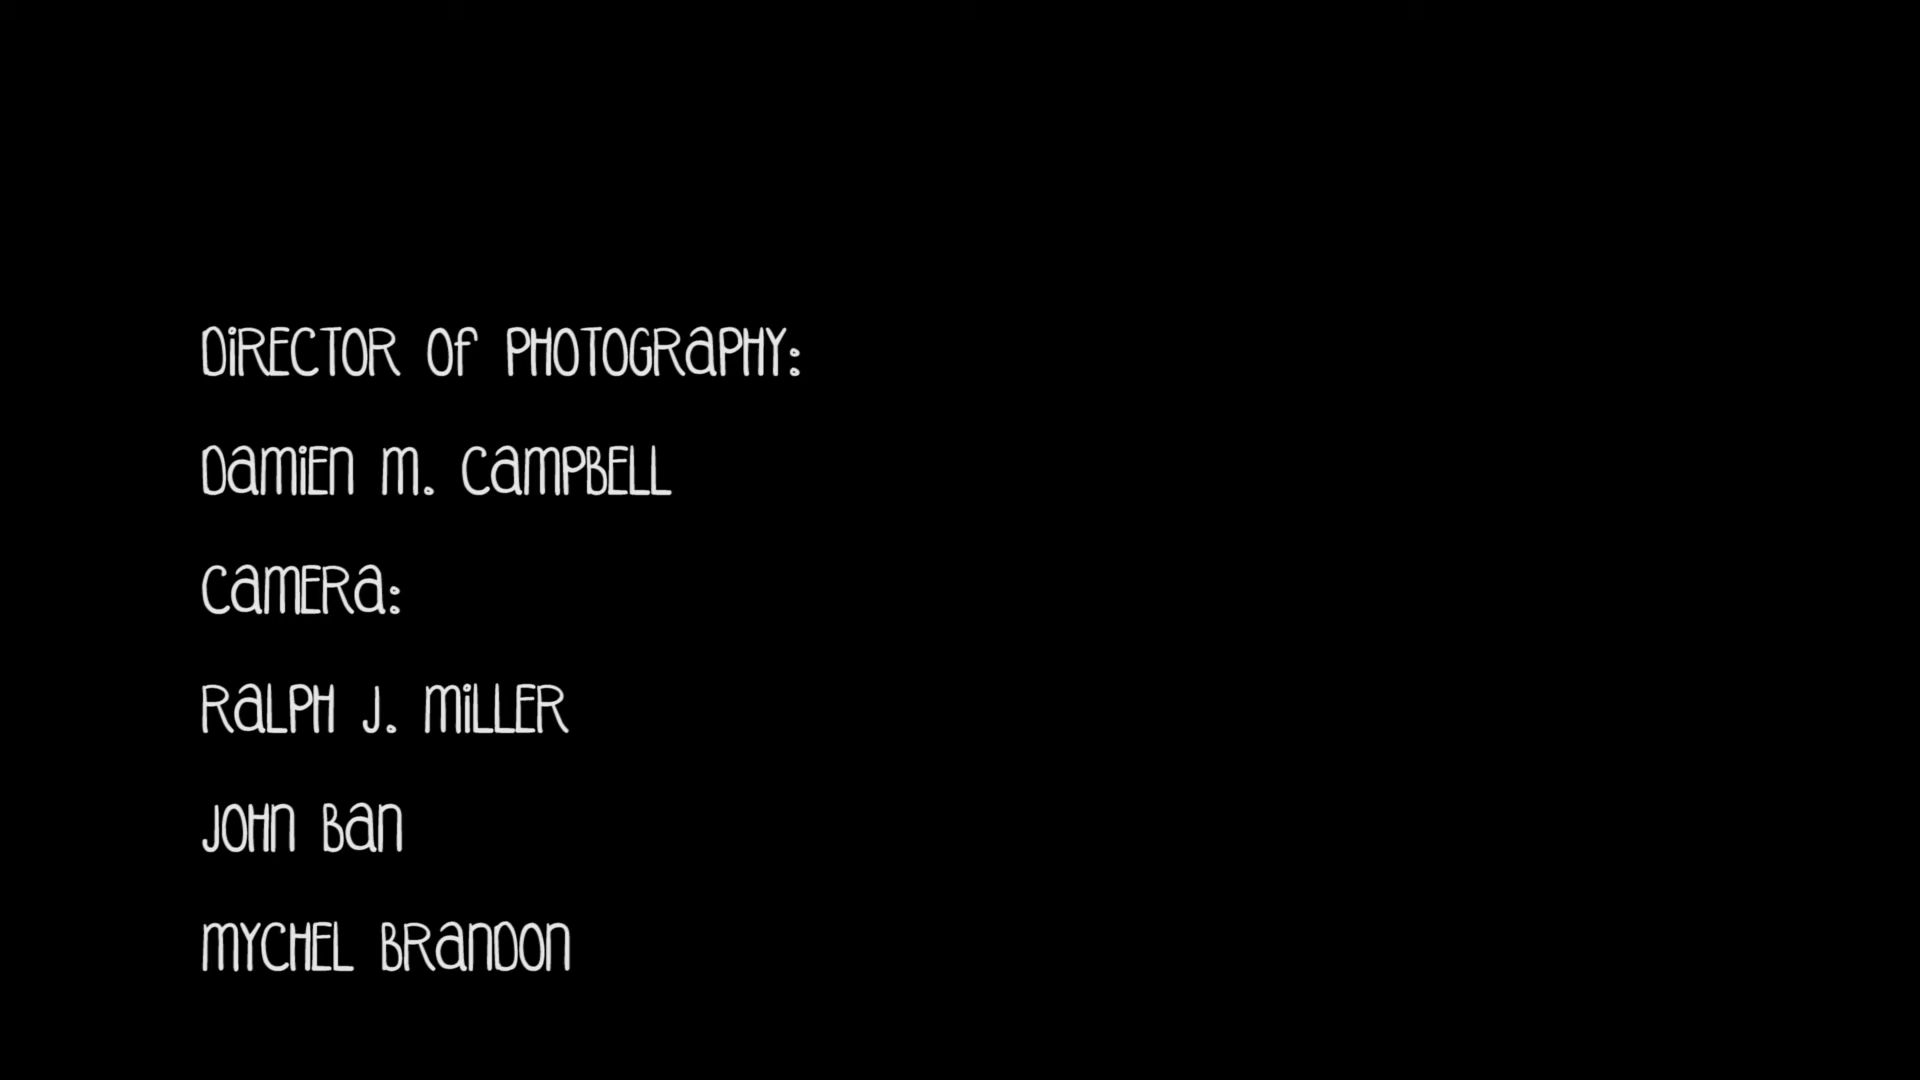 Director of Photography:
Damien M. Campbell
Camera:
Ralph J. Miller
John Ban
Mychel Brandon